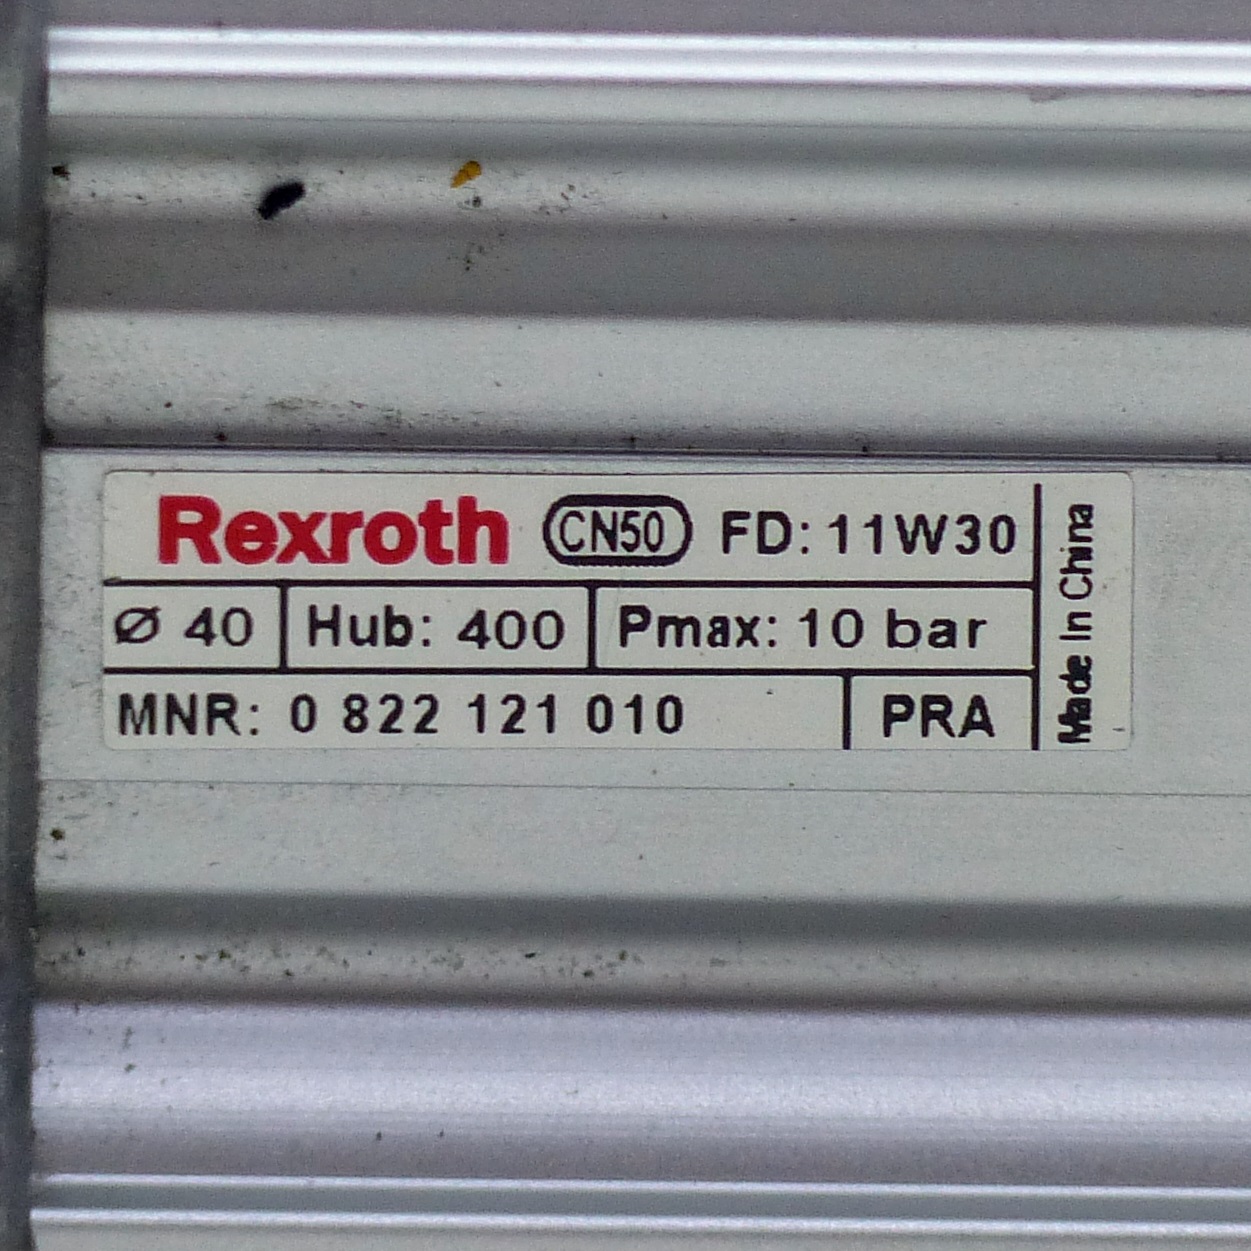 Rexroth CN50 FD: 11W30
Ø 40 Hub: 400 Pmax: 10 bar
MNR: 0 822 121 010 PRA
Made In China